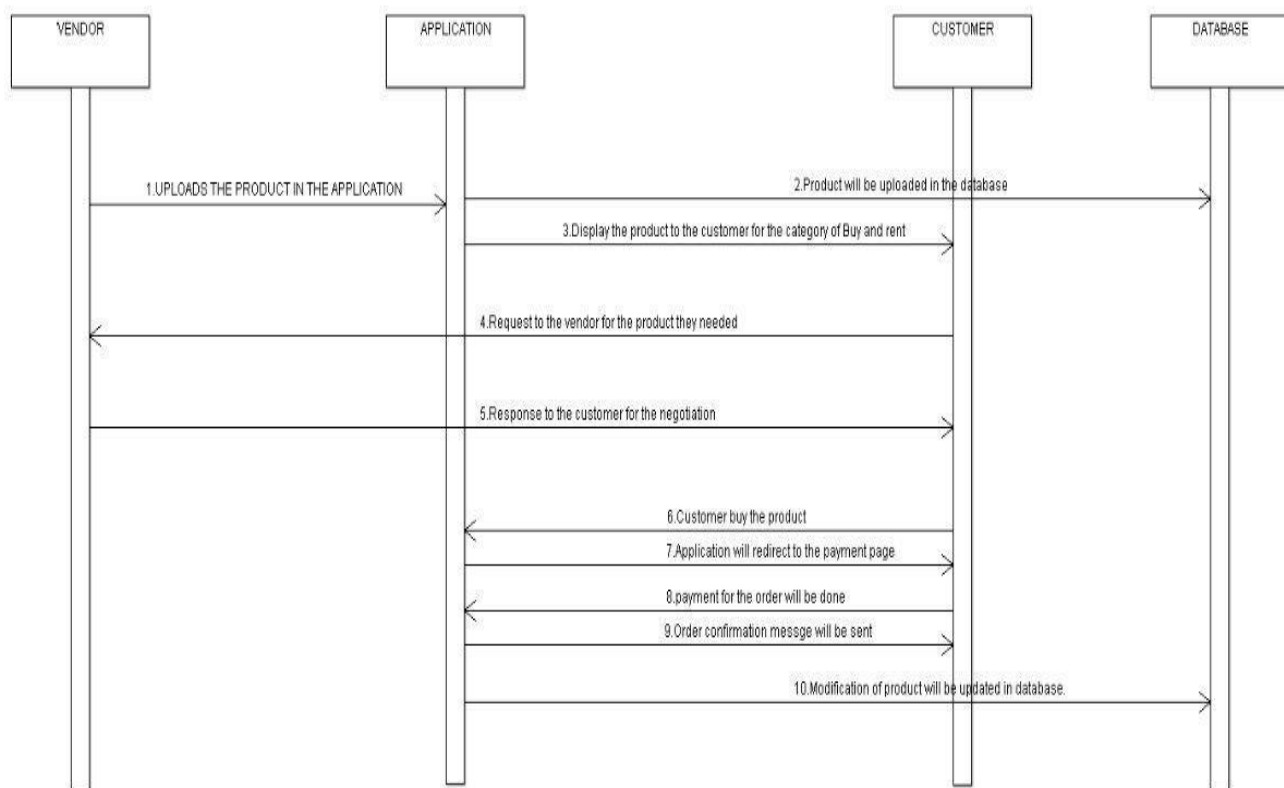 VENDOR
APPLICATION
CUSTOMER
DATABASE
1.UPLOADS THE PRODUCT IN THE APPLICATION
2.Product will be uploaded in the database
3.Display the product to the customer for the category of Buy and rent
4.Request to the vendor for the product they needed
5.Response to the customer for the negotiation
6.Customer buy the product
7.Application will redirect to the payment page
8.payment for the order will be done
9.Order confirmation messge will be sent
10.Modification of product will be updated in database.